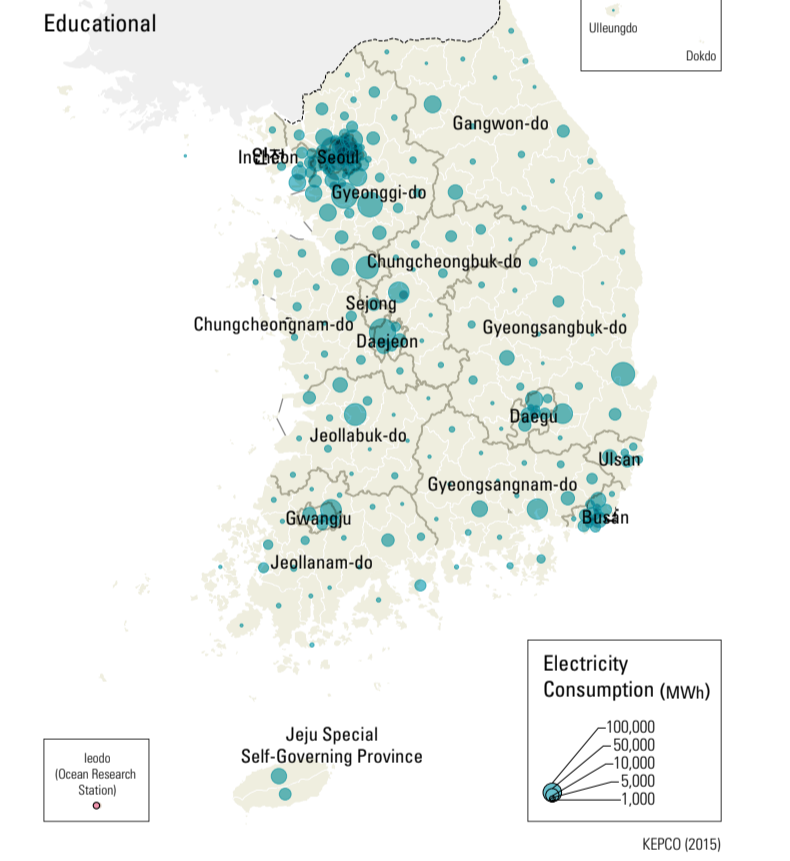 Educational
Ulleungdo
Dokdo
Gangwon-do
Incheon
Seoul
Gyeonggi-do
Chungcheongbuk-do
Sejong
Chungcheongnam-do
Gyeongsangbuk-do
Daejeon
Daegu
Jeollabuk-do
Ulsan
Gyeongsangnam-do
Gwangju
Busan
Jeollanam-do
Electricity
Consumption (MWh)
100,000
50,000
10,000
5,000
1,000
Jeju Special
Self-Governing Province
Ieodo
(Ocean Research
Station)
KEPCO (2015)